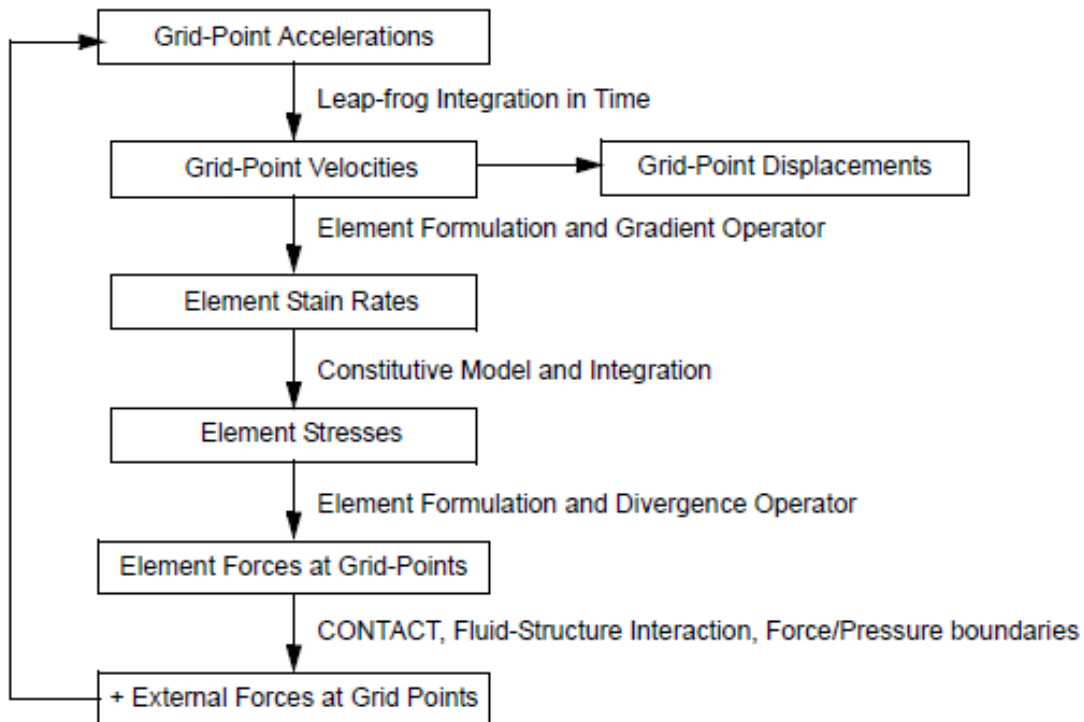 Grid-Point Accelerations
Leap-frog Integration in Time
Grid-Point Velocities
Grid-Point Displacements
Element Formulation and Gradient Operator
Element Stain Rates
Constitutive Model and Integration
Element Stresses
Element Formulation and Divergence Operator
Element Forces at Grid-Points
CONTACT, Fluid-Structure Interaction, Force/Pressure boundaries
+ External Forces at Grid Points